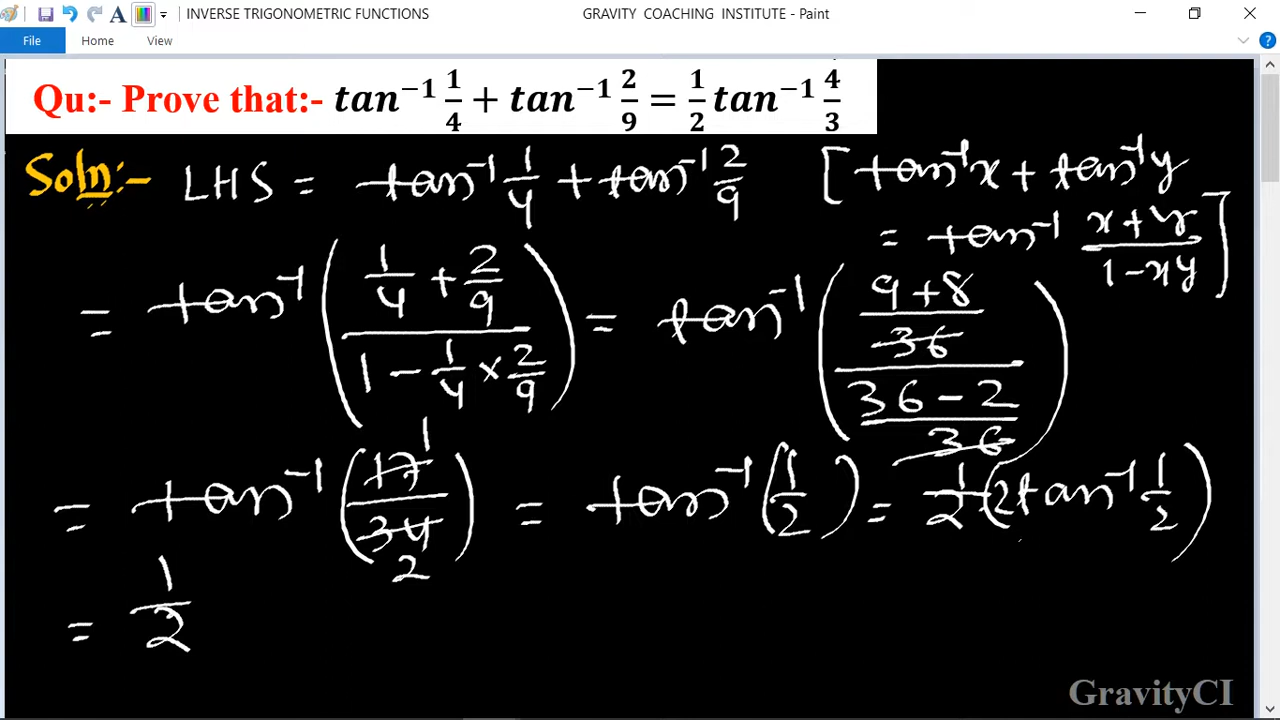 INVERSE TRIGONOMETRIC FUNCTIONS GRAVITY COACHING INSTITUTE - Paint
File Home View
Qu:- Prove that:- tan⁻¹ 1/4 + tan⁻¹ 2/9 = 1/2 tan⁻¹ 4/3
Soln:- LHS = tan⁻¹ 1/4 + tan⁻¹ 2/9 [tan⁻¹x + tan⁻¹y
= tan⁻¹ (x+y)/(1-xy)]
= tan⁻¹((1/4 + 2/9)/(1 - 1/4 × 2/9)) = tan⁻¹(((9+8)/36)/((36-2)/36))
= tan⁻¹(17/34) 1 2 = tan⁻¹(1/2) = 1/2(2tan⁻¹ 1/2)
= 1/2
GravityCI